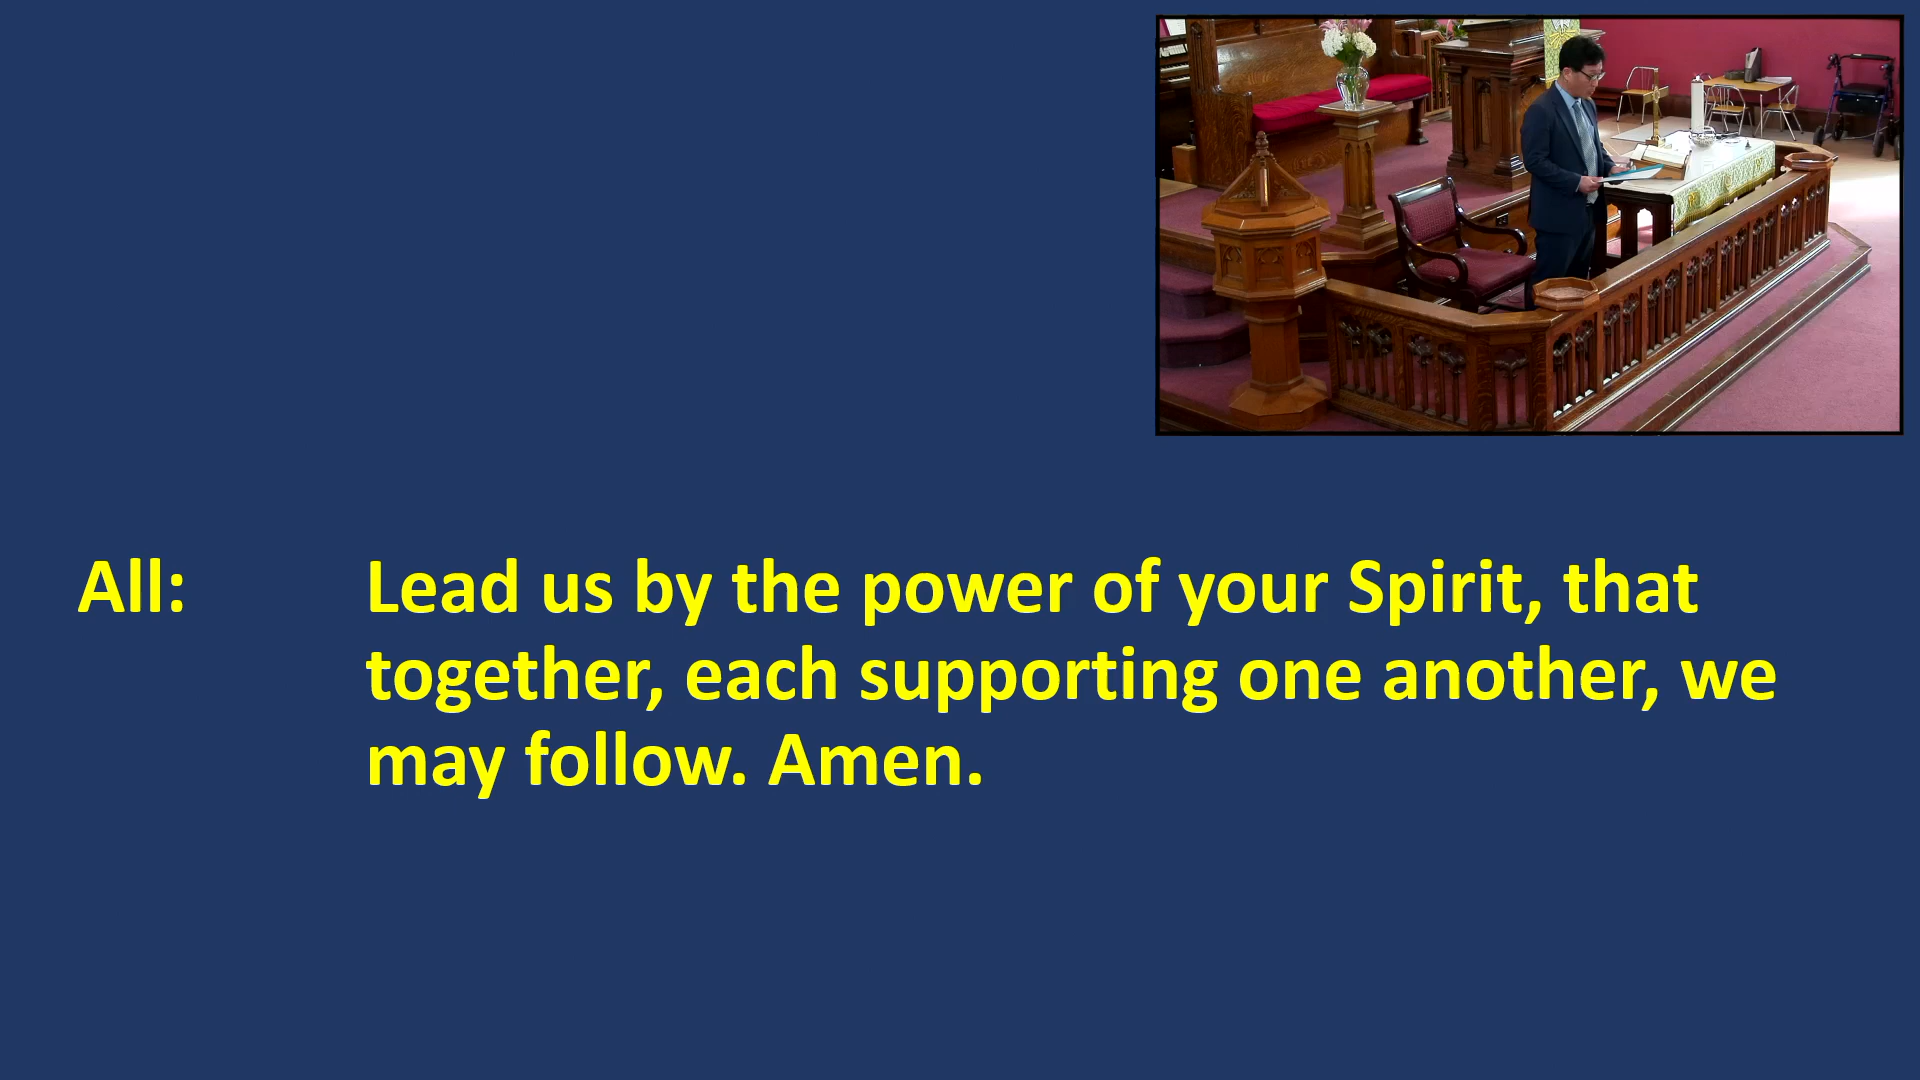 All: Lead us by the power of your Spirit, that
together, each supporting one another, we
may follow. Amen.